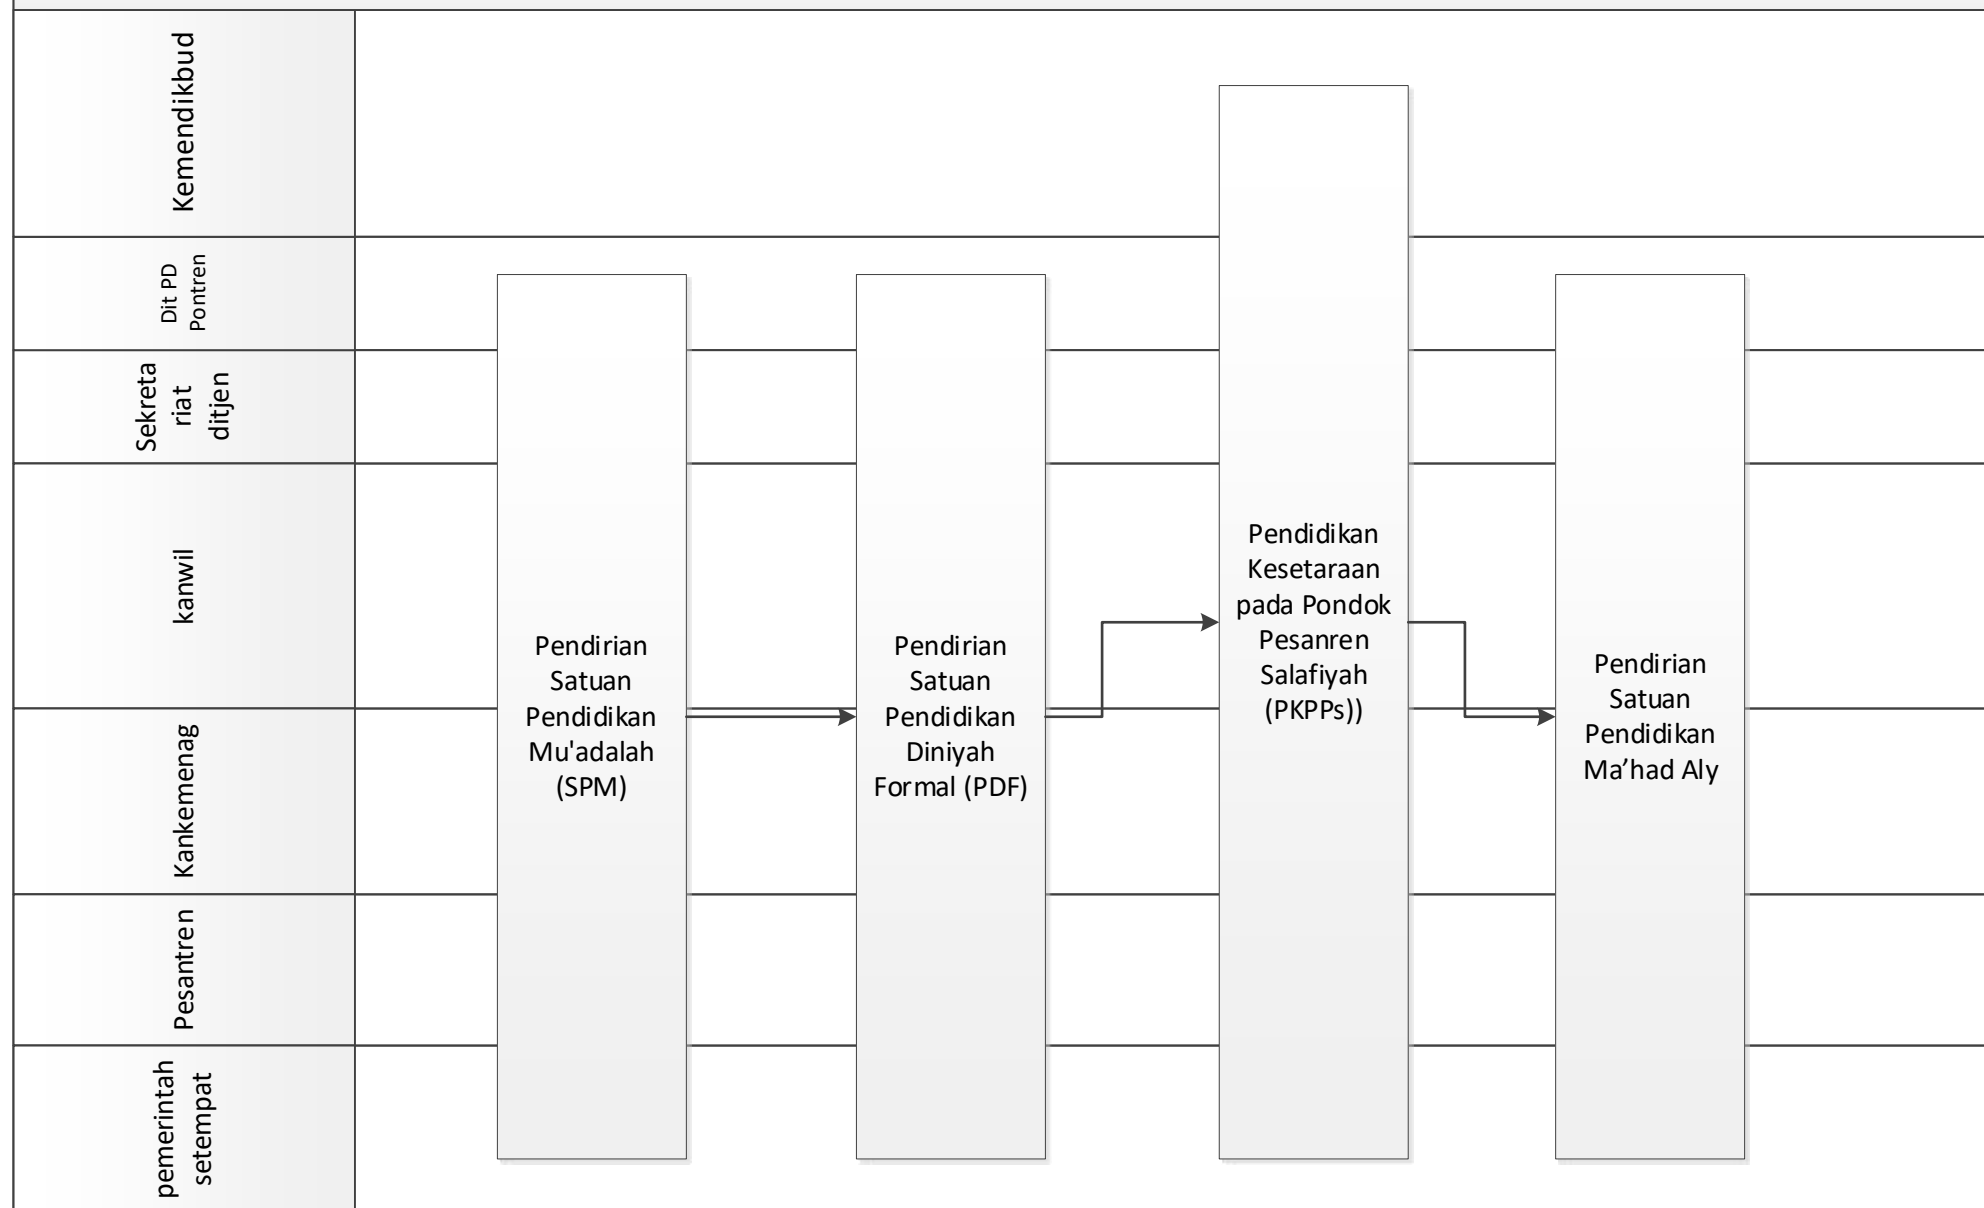 Kemendikbud
Dit PD
Pontren
Sekreta
riat
ditjen
kanwil
Kankemenag
Pesantren
pemerintah
setempat
Pendirian
Satuan
Pendidikan
Mu'adalah
(SPM)
Pendirian
Satuan
Pendidikan
Diniyah
Formal (PDF)
Pendidikan
Kesetaraan
pada Pondok
Pesanren
Salafiyah
(PKPPs))
Pendirian
Satuan
Pendidikan
Ma’had Aly